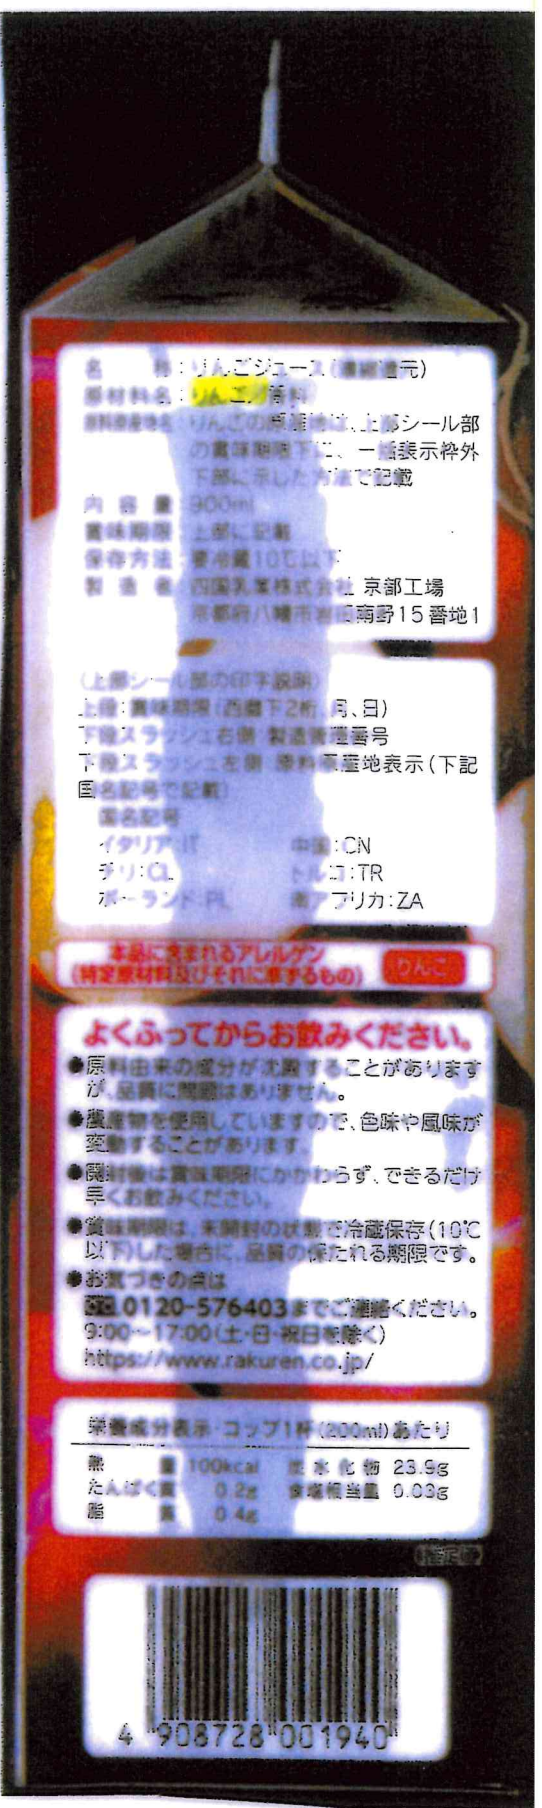 名称:りんごジュース(濃縮還元)
原材料名:りんご/香料
原料原産地名:りんごの原産地は、上部シール部
の賞味期限下に、一括表示枠外
下部に示した方法で記載
内容量:900ml
賞味期限:上部に記載
保存方法:要冷蔵10℃以下
製造者:四国乳業株式会社 京都工場
京都府八幡市岩田南野15番地1
(上部シール部の印字説明)
上段:賞味期限(西暦下2桁、月、日)
下段スラッシュ右側:製造所固有番号
下段スラッシュ左側:原料原産地表示(下記
国名記号で記載)
国名記号
イタリア:IT 中国:CN
チリ:CL トルコ:TR
ポーランド:PL 南アフリカ:ZA
本品に含まれるアレルゲン
(特定原材料及びそれに準ずるもの) りんご
よくふってからお飲みください。
●原料由来の成分が沈殿することがあります
が、品質に問題はありません。
●農産物を使用していますので、色味や風味が
変動することがあります。
●開封後は賞味期限にかかわらず、できるだけ
早くお飲みください。
●賞味期限は、未開封の状態で冷蔵保存(10℃
以下)した場合に、品質の保たれる期限です。
●お気づきの点は
0120-576403までご連絡ください。
9:00~17:00(土・日・祝日を除く)
https://www.rakuren.co.jp/
栄養成分表示・コップ1杯(200ml)あたり
熱量 100kcal 炭水化物 23.9g
たんぱく質 0.2g 食塩相当量 0.03g
脂質 0.4g
4 908728 001940